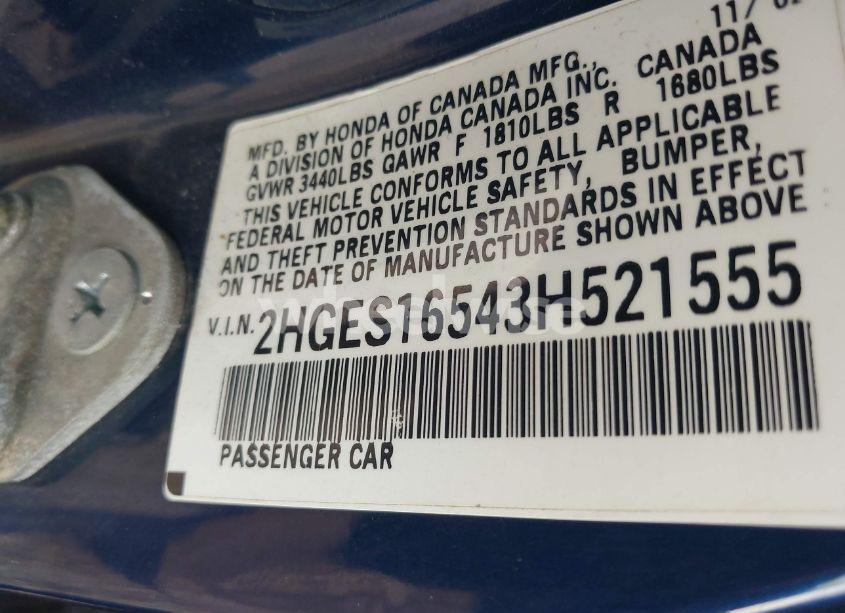 11/02
MFD. BY HONDA OF CANADA MFG.,
A DIVISION OF HONDA CANADA INC. CANADA
GVWR 3440LBS GAWR F 1810LBS R 1680LBS
THIS VEHICLE CONFORMS TO ALL APPLICABLE
FEDERAL MOTOR VEHICLE SAFETY, BUMPER,
AND THEFT PREVENTION STANDARDS IN EFFECT
ON THE DATE OF MANUFACTURE SHOWN ABOVE
V.I.N. 2HGES16543H521555
PASSENGER CAR